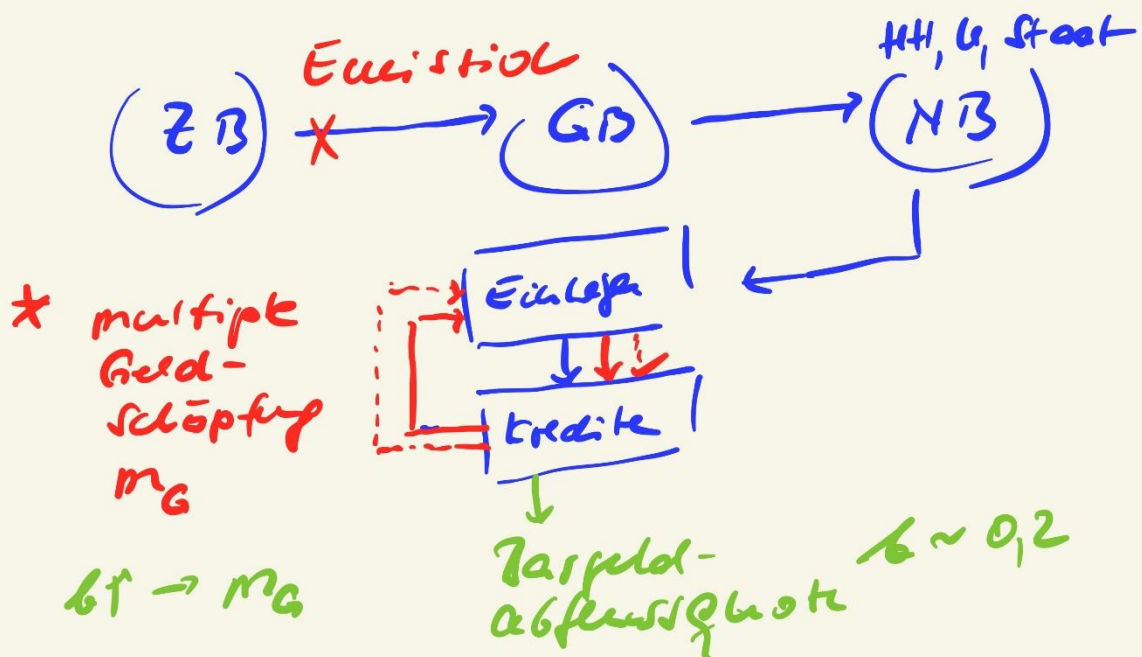 HH, U, Staat
Emission
ZB
GB
NB
Einlagen
* multiple
Geld-
schöpfung
m_G
Kredite
Bargeld-
abflussquote
b ~ 0,2
b↑ → m_G